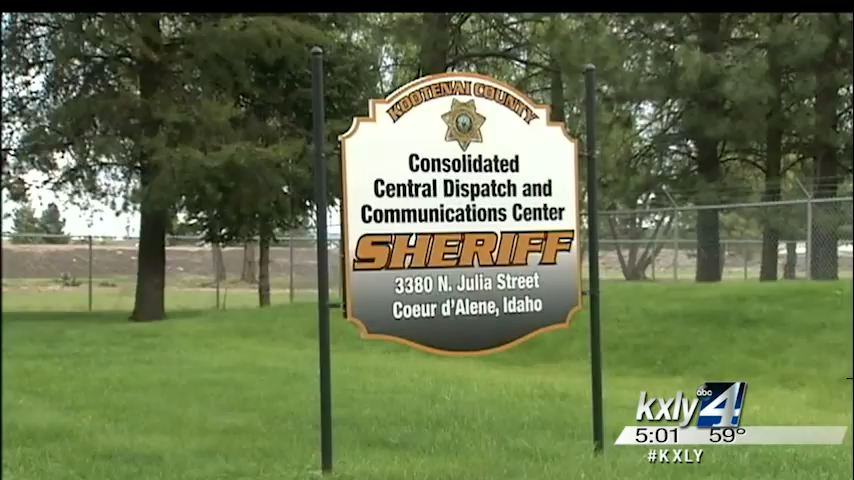 KOOTENAI COUNTY
Consolidated
Central Dispatch and
Communications Center
SHERIFF
3380 N. Julia Street
Coeur d'Alene, Idaho
kxly abc 4
5:01 59°
#KXLY